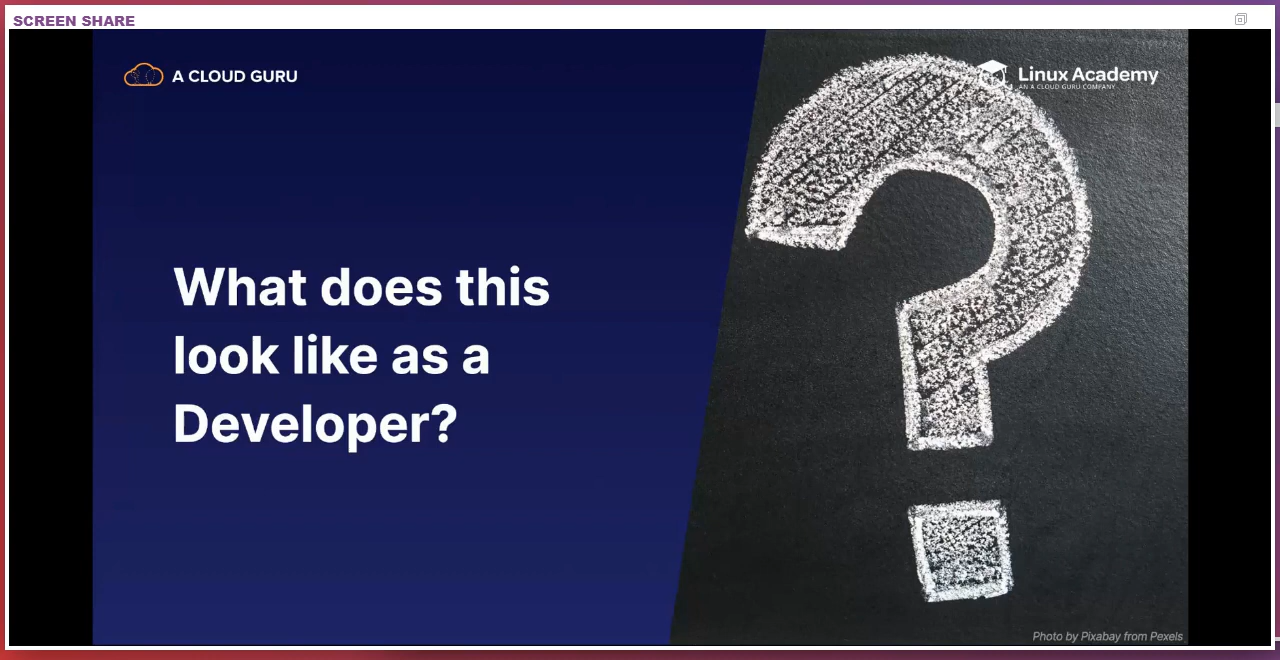 SCREEN SHARE
A CLOUD GURU
Linux Academy
AN A CLOUD GURU COMPANY
What does this
look like as a
Developer?
Photo by Pixabay from Pexels